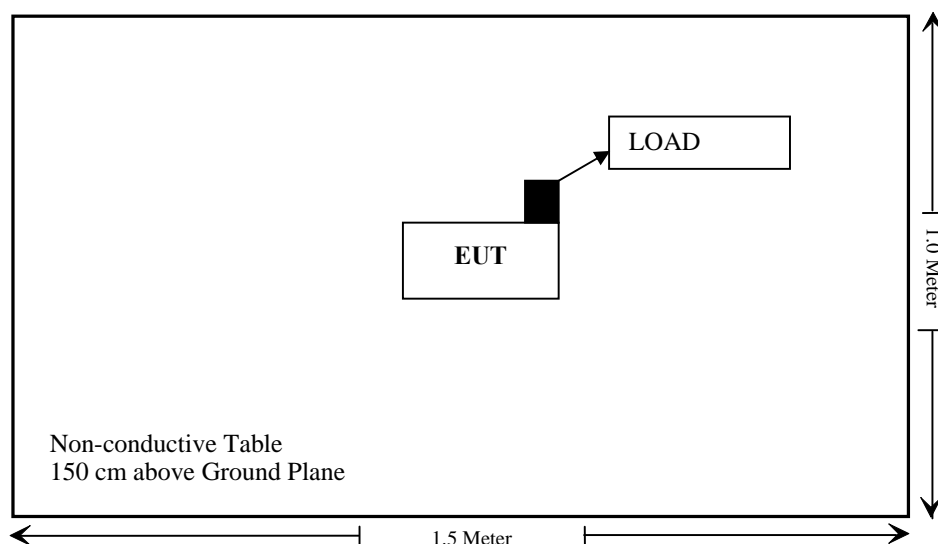 LOAD
EUT
1.0 Meter
Non-conductive Table
150 cm above Ground Plane
1.5 Meter